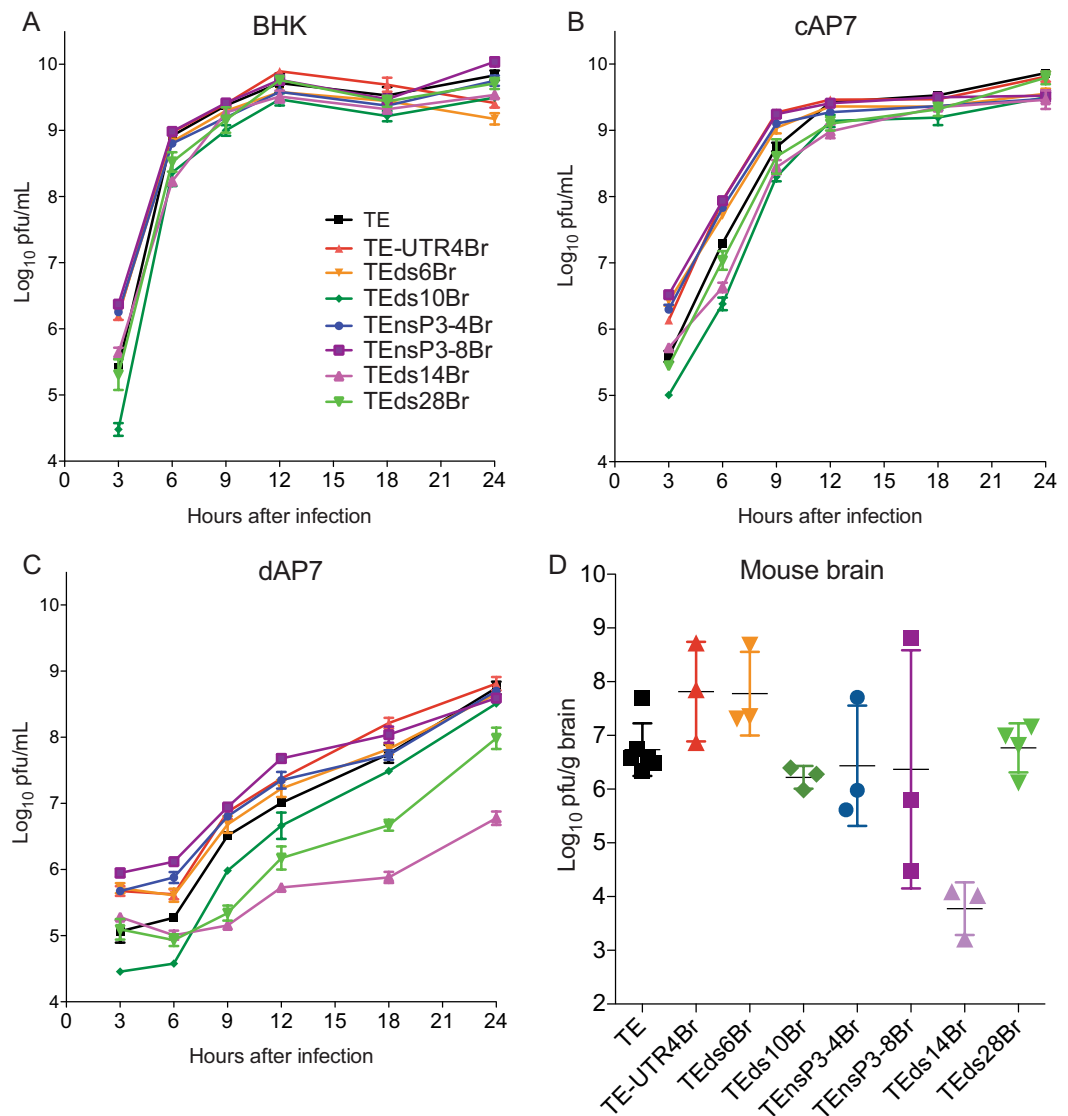 A
BHK
10
9
8
7
6
5
4
0 3 6 9 12 15 18 21 24
Log10 pfu/mL
Hours after infection
TE
TE-UTR4Br
TEds6Br
TEds10Br
TEnsP3-4Br
TEnsP3-8Br
TEds14Br
TEds28Br
B
cAP7
10
9
8
7
6
5
4
0 3 6 9 12 15 18 21 24
Log10 pfu/mL
Hours after infection
C
dAP7
10
9
8
7
6
5
4
0 3 6 9 12 15 18 21 24
Log10 pfu/mL
Hours after infection
D
Mouse brain
10
9
8
7
6
5
4
3
2
Log10 pfu/g brain
TE
TE-UTR4Br
TEds6Br
TEds10Br
TEnsP3-4Br
TEnsP3-8Br
TEds14Br
TEds28Br